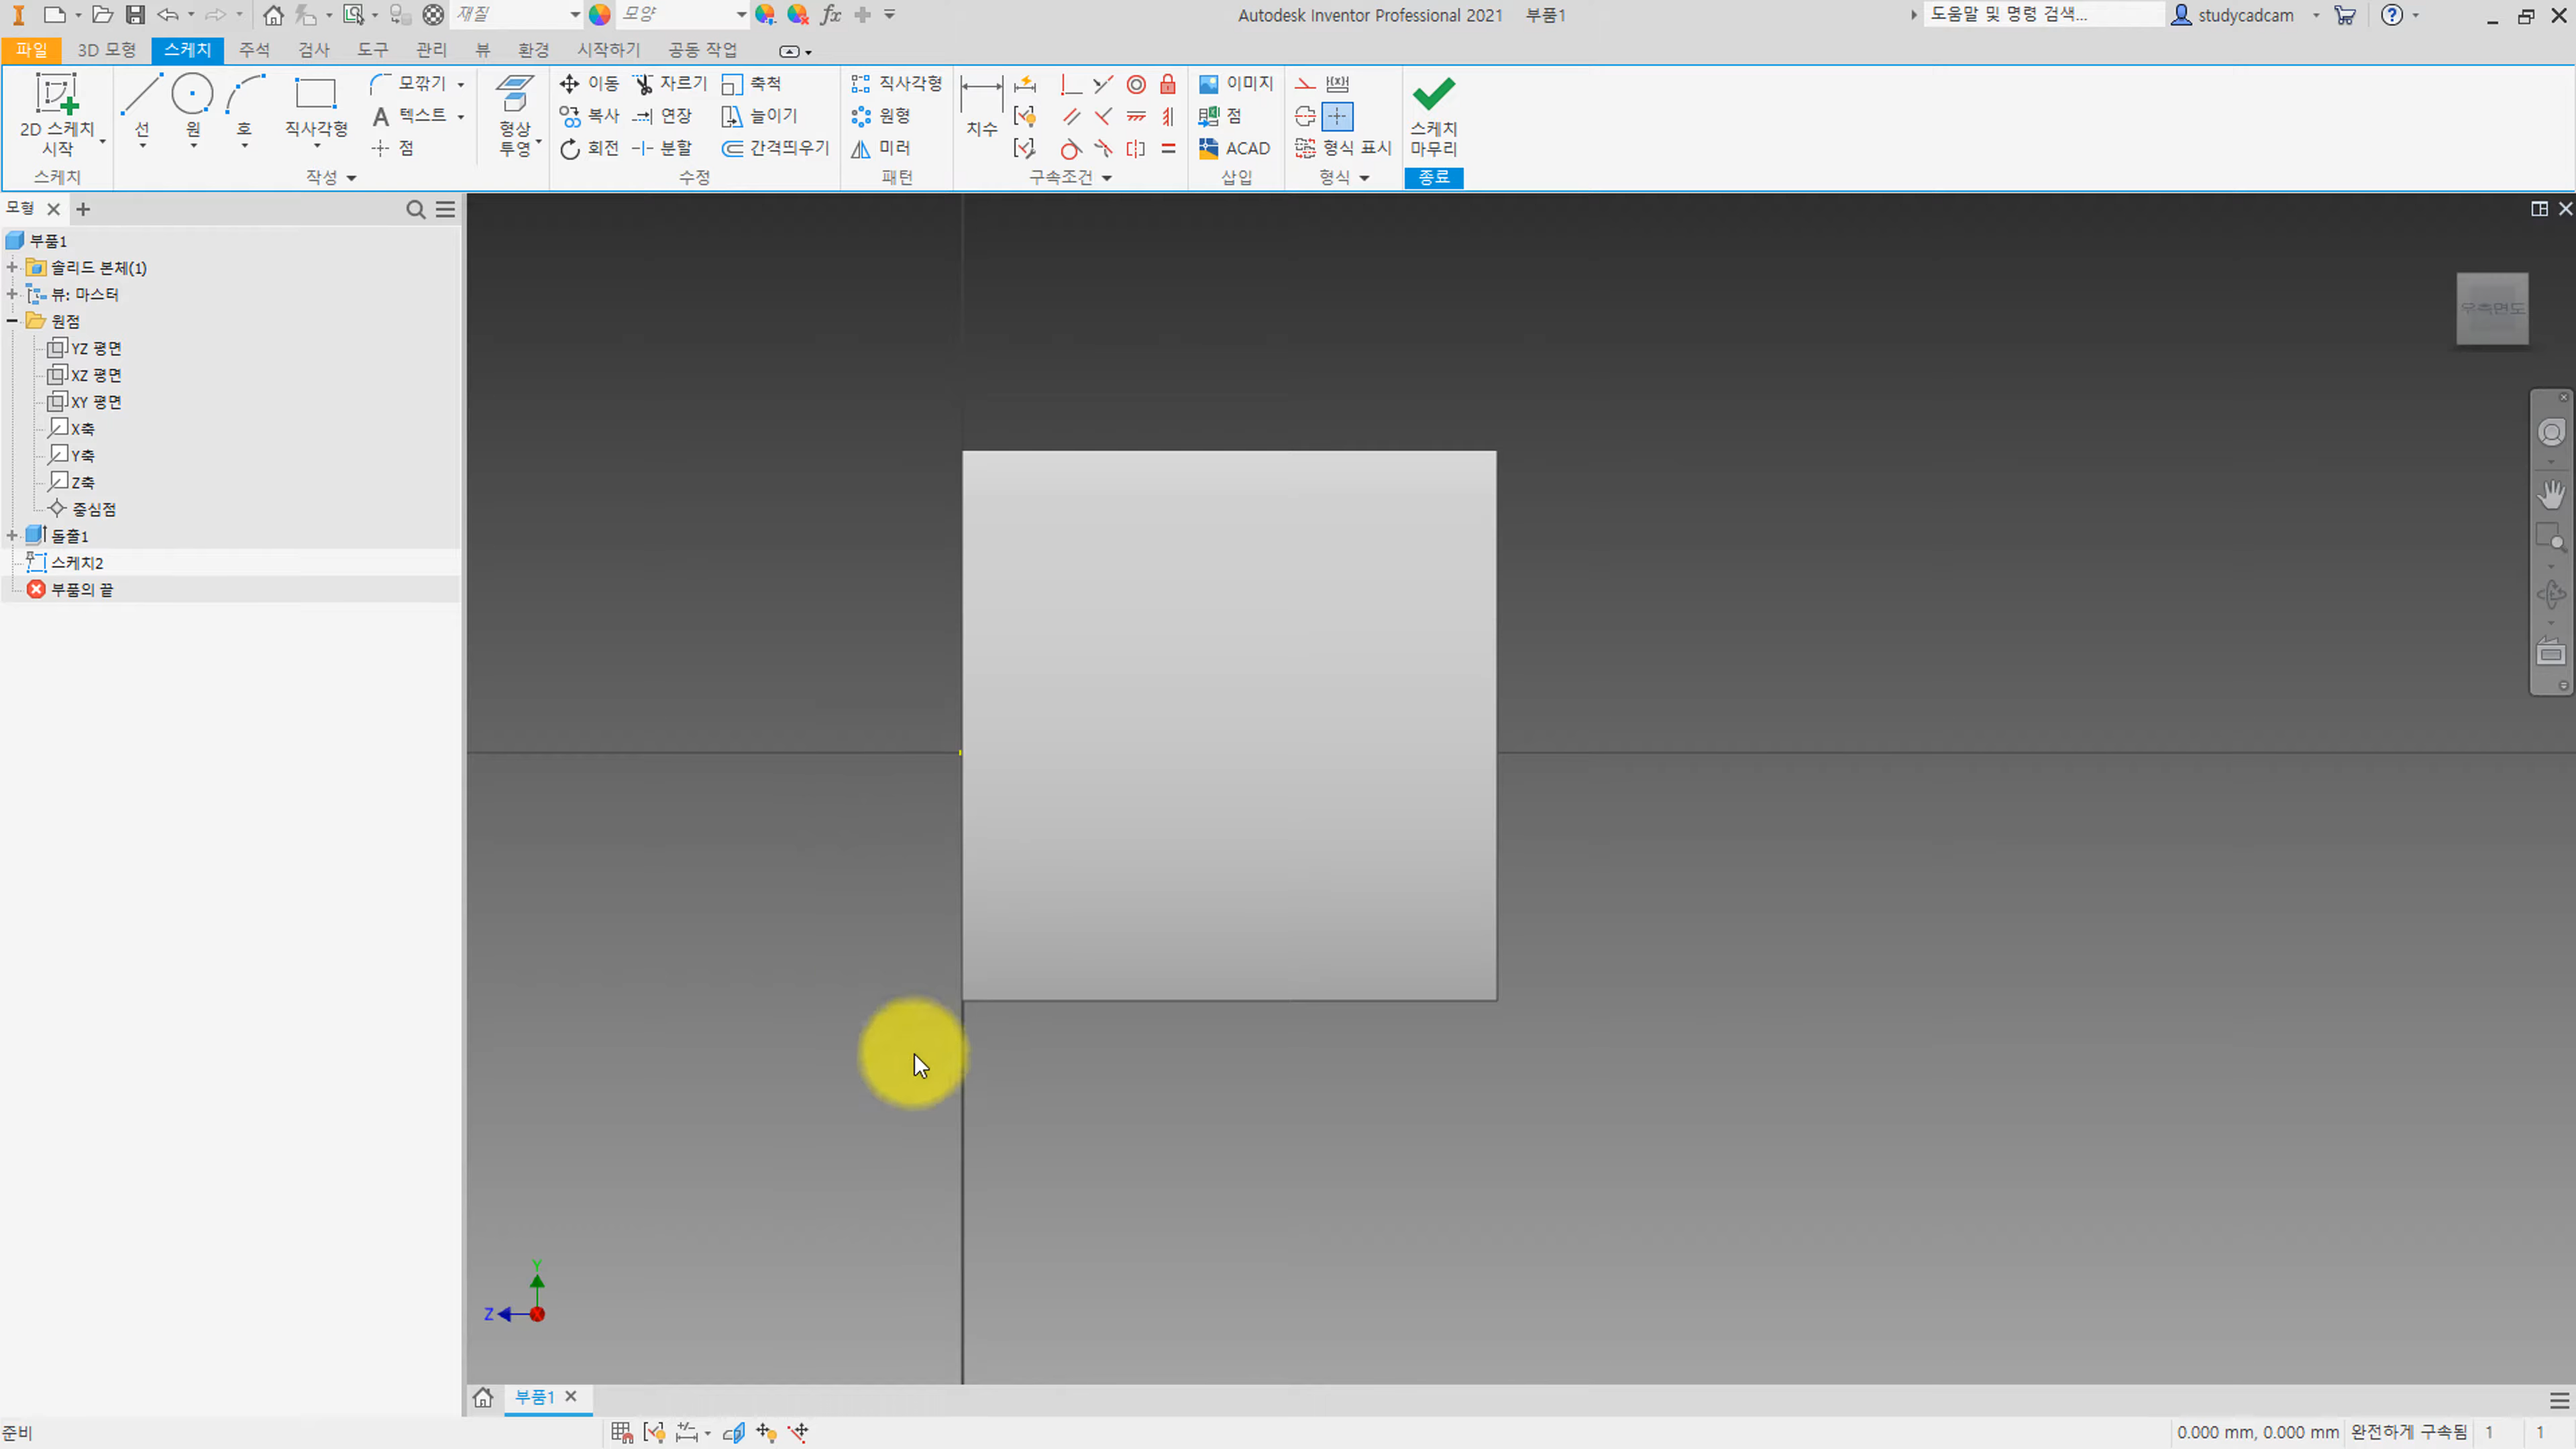 재질
모양
fx
Autodesk Inventor Professional 2021 부품1
도움말 및 명령 검색...
studycadcam
파일 3D 모형 스케치 주석 검사 도구 관리 뷰 환경 시작하기 공동 작업
2D 스케치 시작
선
원
호
직사각형
모깎기
텍스트
점
형상 투영
이동 자르기 축척
복사 연장 늘이기
회전 분할 간격띄우기
직사각형
원형
미러
치수
이미지
점
ACAD
형식 표시
스케치 마무리
스케치 작성 수정 패턴 구속조건 삽입 형식 종료
모형
부품1
솔리드 본체(1)
뷰: 마스터
원점
YZ 평면
XZ 평면
XY 평면
X축
Y축
Z축
중심점
돌출1
스케치2
부품의 끝
우측면도
Y
Z
부품1
준비
0.000 mm, 0.000 mm 완전하게 구속됨 1 1